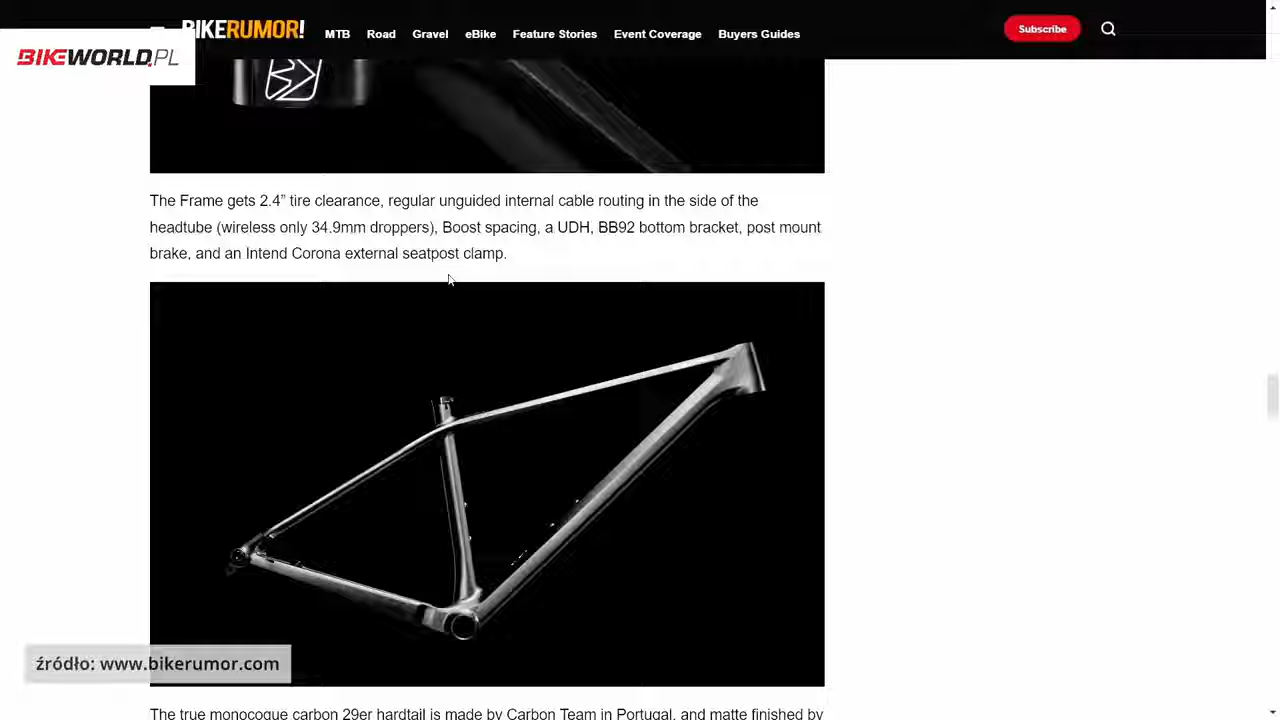 BIKERUMOR!
MTB Road Gravel eBike Feature Stories Event Coverage Buyers Guides Subscribe
BIKEWORLD.PL
The Frame gets 2.4” tire clearance, regular unguided internal cable routing in the side of the
headtube (wireless only 34.9mm droppers), Boost spacing, a UDH, BB92 bottom bracket, post mount
brake, and an Intend Corona external seatpost clamp.
źródło: www.bikerumor.com
The true monocoque carbon 29er hardtail is made by Carbon Team in Portugal, and matte finished by